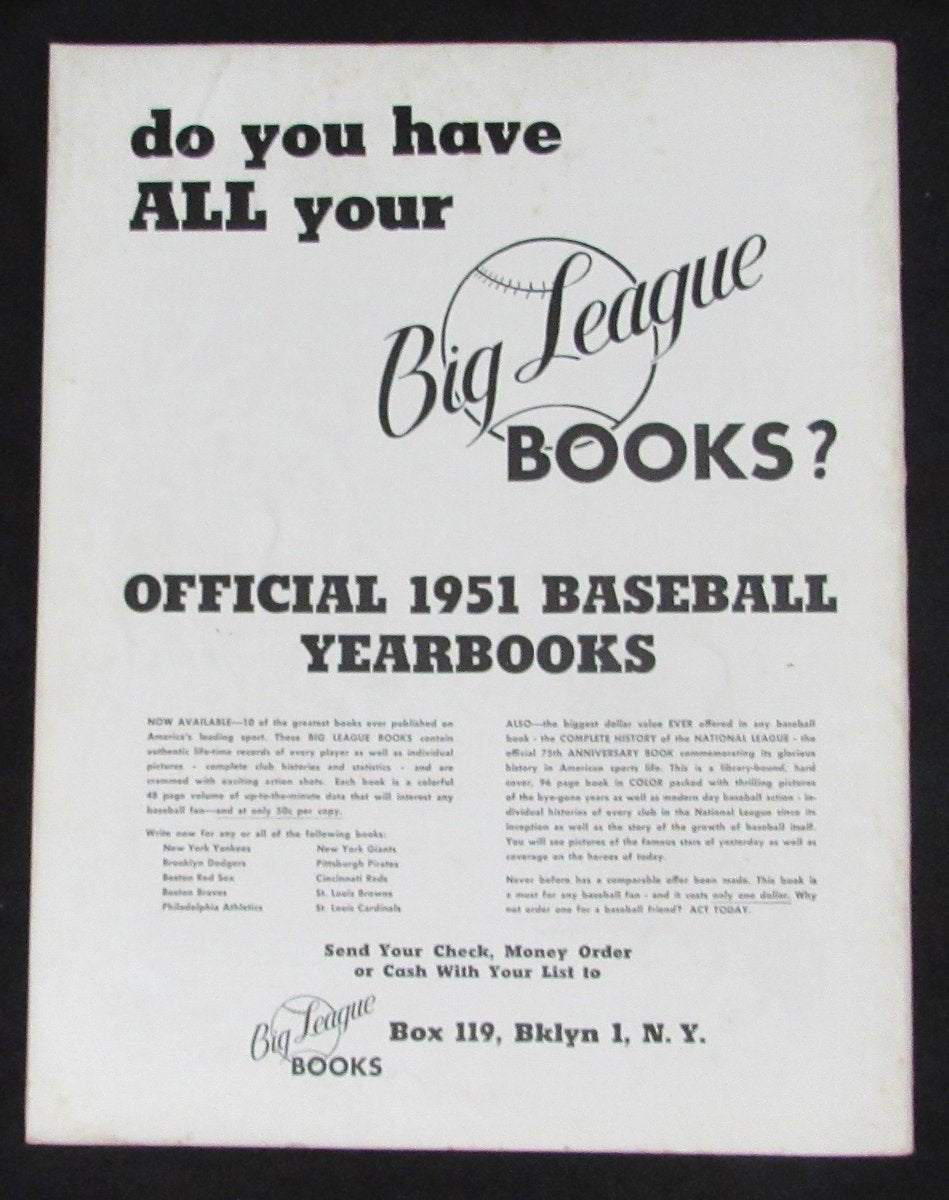 do you have
ALL your
Big League
BOOKS?
OFFICIAL 1951 BASEBALL
YEARBOOKS
NOW AVAILABLE—10 of the greatest books ever published on
America's leading sport. These BIG LEAGUE BOOKS contain
authentic life-time records of every player as well as individual
pictures - complete club histories and statistics - and are
crammed with exciting action shots. Each book is a colorful
48 page volume of up-to-the-minute data that will interest any
baseball fan—and at only 50c per copy.
Write now for any or all of the following books:
New York Yankees
Brooklyn Dodgers
Boston Red Sox
Boston Braves
Philadelphia Athletics
New York Giants
Pittsburgh Pirates
Cincinnati Reds
St. Louis Browns
St. Louis Cardinals
ALSO—the biggest dollar value EVER offered in any baseball
book - the COMPLETE HISTORY of the NATIONAL LEAGUE - the
official 75th ANNIVERSARY BOOK commemorating its glorious
history in American sports life. This is a library-bound, hard
cover, 96 page book in COLOR packed with thrilling pictures
of the bye-gone years as well as modern day baseball action - in-
dividual histories of every club in the National League since its
inception as well as the story of the growth of baseball itself.
You will see pictures of the famous stars of yesterday as well as
coverage on the heroes of today.
Never before has a comparable offer been made. This book is
a must for any baseball fan - and it costs only one dollar. Why
not order one for a baseball friend? ACT TODAY.
Send Your Check, Money Order
or Cash With Your List to
Big League
BOOKS
Box 119, Bklyn 1, N. Y.